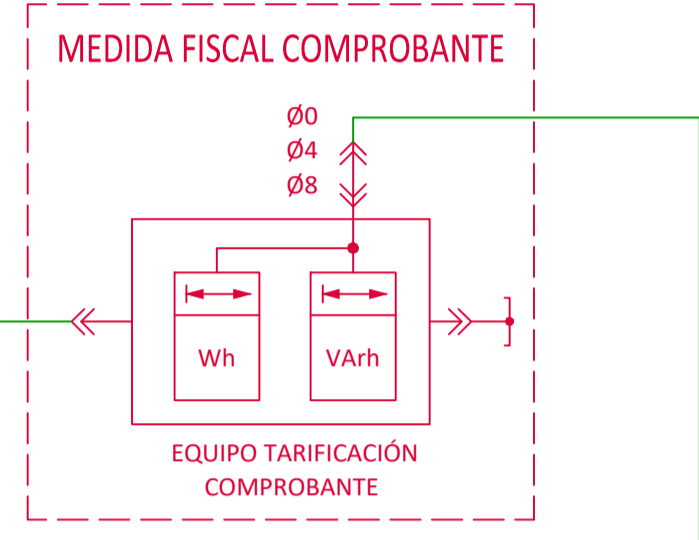 MEDIDA FISCAL COMPROBANTE
Ø0
Ø4
Ø8
Wh
VArh
EQUIPO TARIFICACIÓN
COMPROBANTE